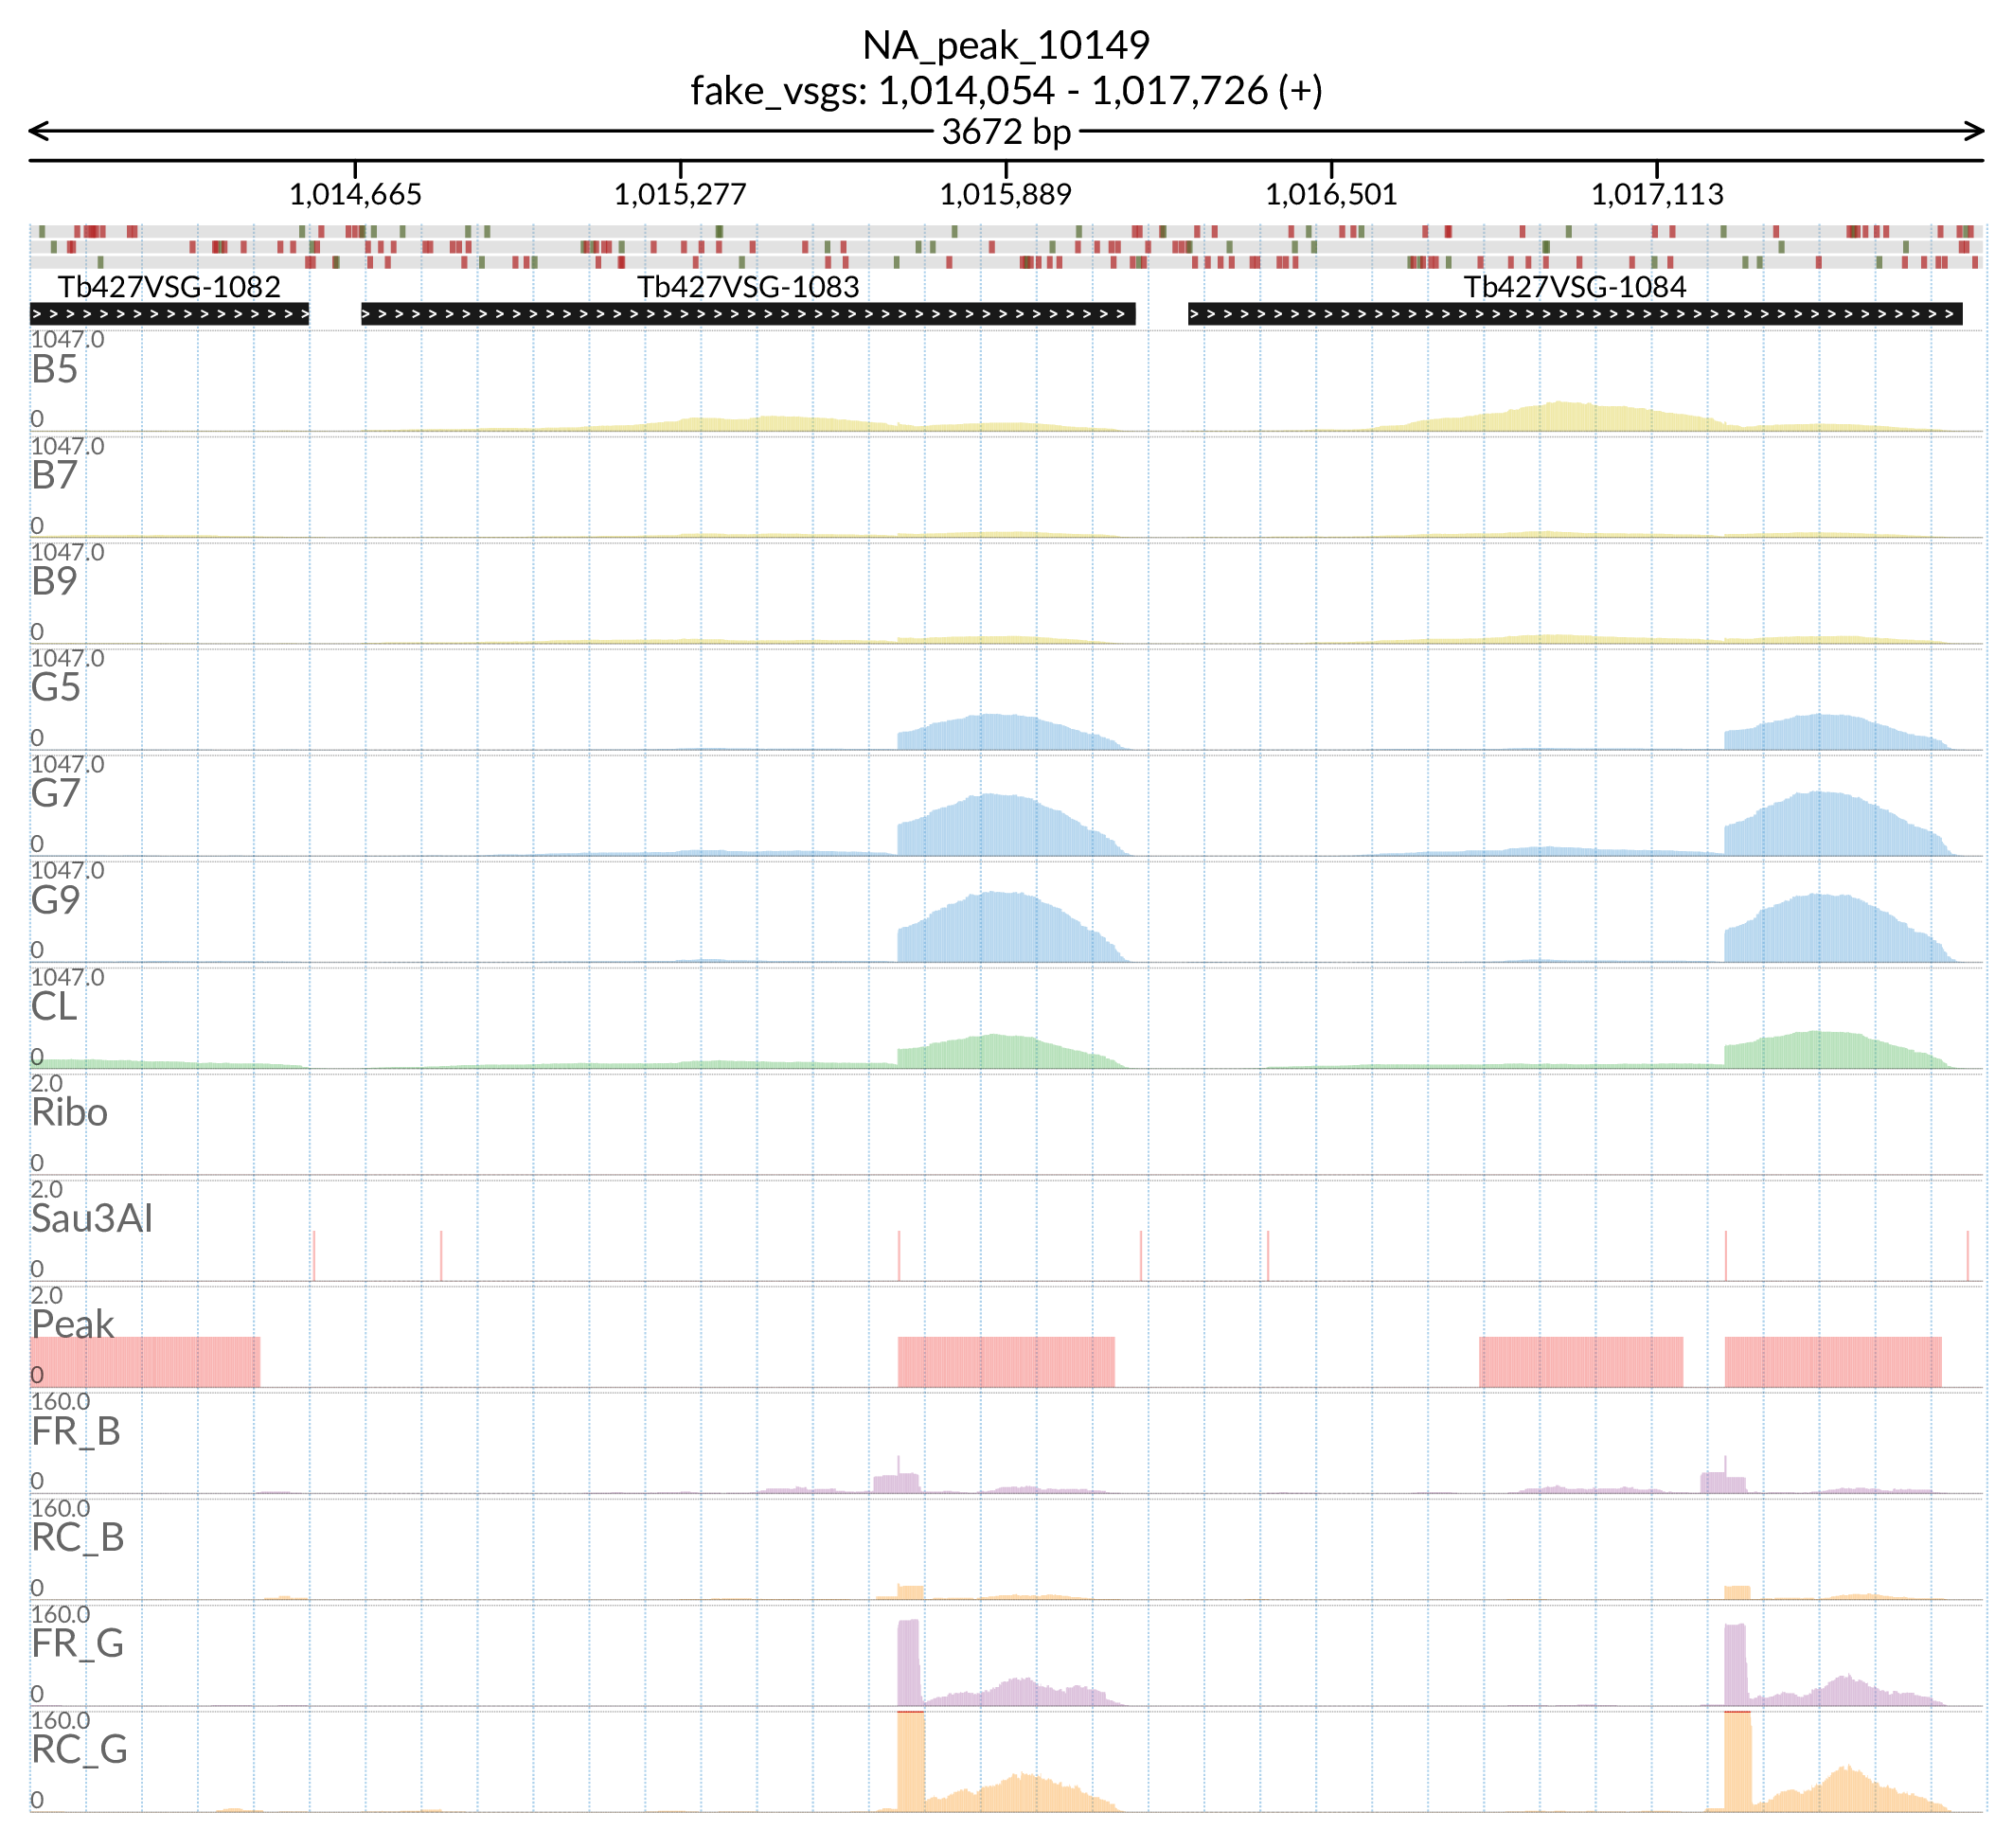 NA_peak_10149
fake_vsgs: 1,014,054 - 1,017,726 (+)
3672 bp
1,014,665 1,015,277 1,015,889 1,016,501 1,017,113
Tb427VSG-1082 Tb427VSG-1083 Tb427VSG-1084
1047.0
B5
0
1047.0
B7
0
1047.0
B9
0
1047.0
G5
0
1047.0
G7
0
1047.0
G9
0
1047.0
CL
0
2.0
Ribo
0
2.0
Sau3AI
0
2.0
Peak
0
160.0
FR_B
0
160.0
RC_B
0
160.0
FR_G
0
160.0
RC_G
0